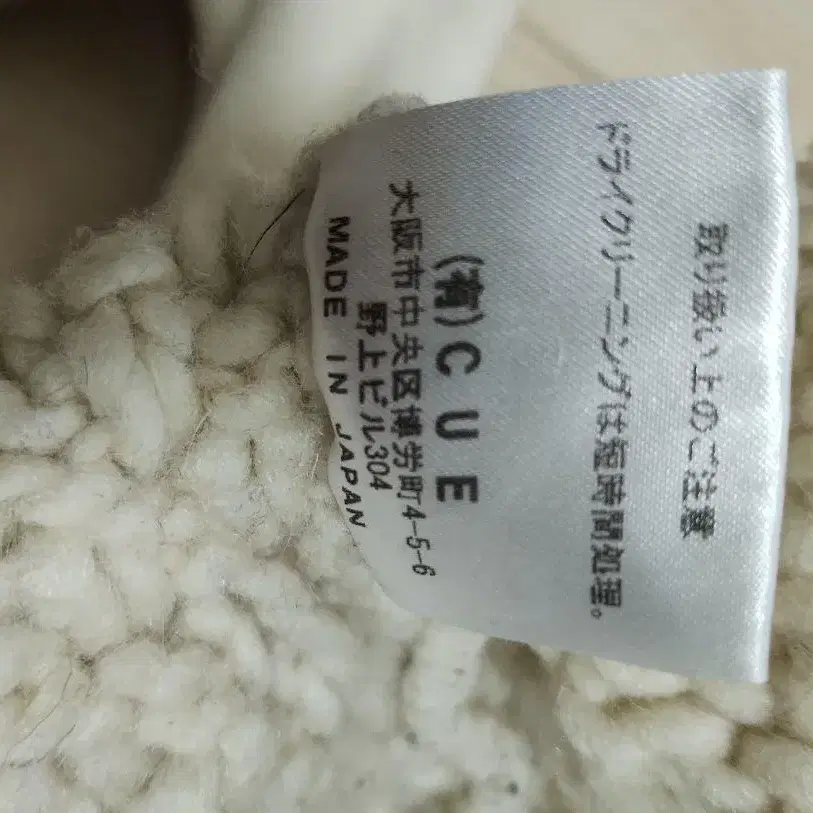 取り扱い上のご注意
ドライクリーニングは短時間処理。
(有)CUE
大阪市中央区博労町4-5-6
野上ビル304
MADE IN JAPAN